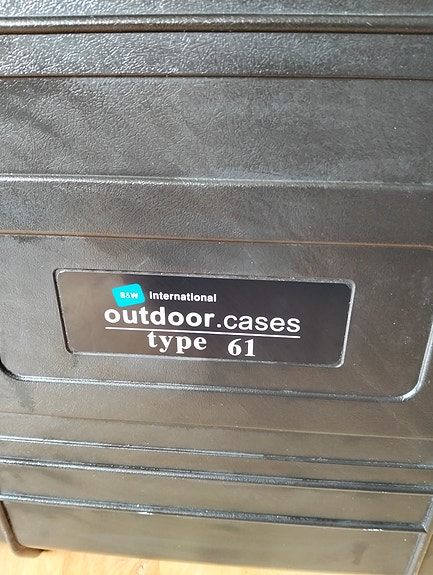 B&W International
outdoor.cases
type 61